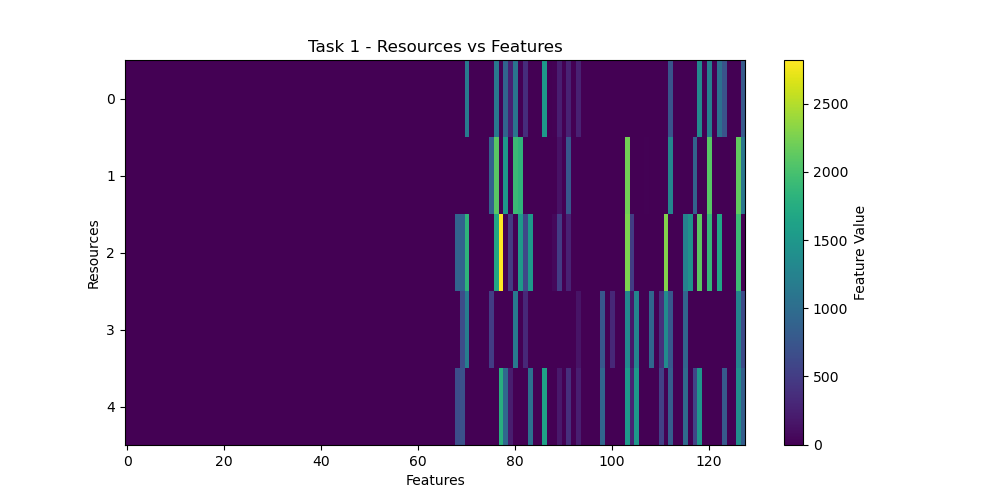 Task 1 - Resources vs Features
Resources
0
1
2
3
4
0 20 40 60 80 100 120
Features
2500
2000
1500
1000
500
0
Feature Value